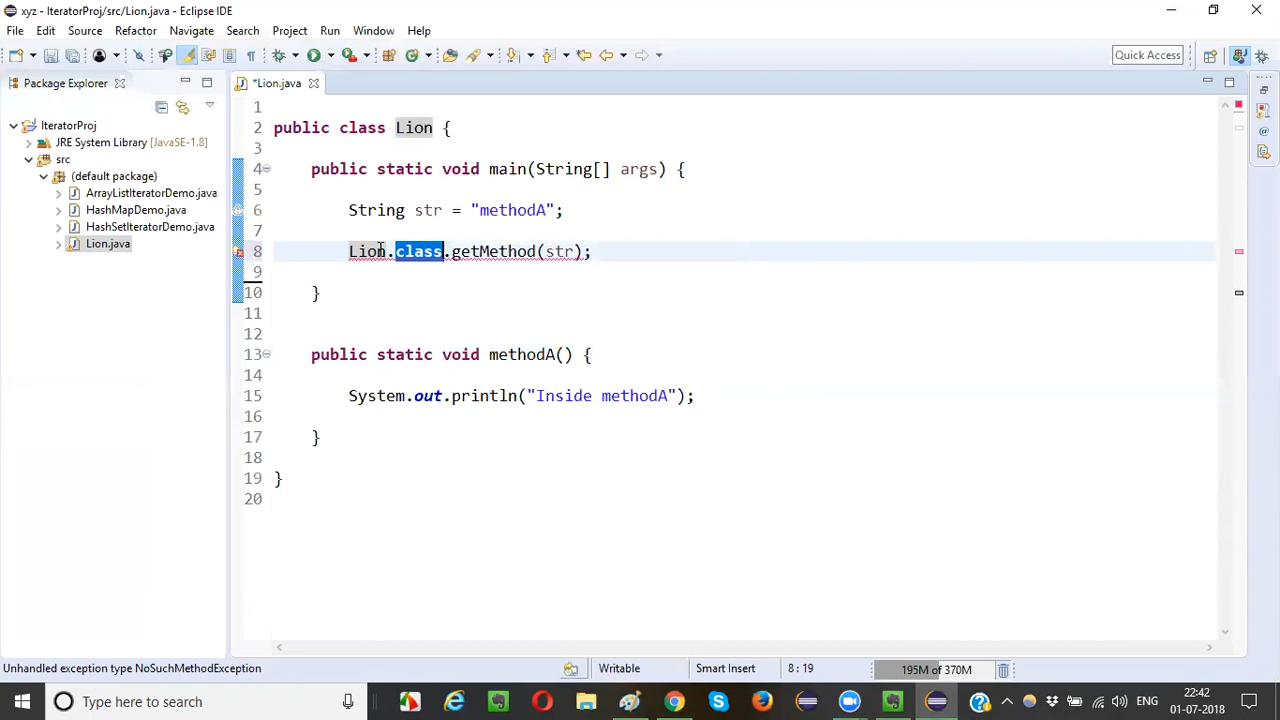 xyz - IteratorProj/src/Lion.java - Eclipse IDE
File Edit Source Refactor Navigate Search Project Run Window Help
Quick Access
Package Explorer
*Lion.java
IteratorProj
JRE System Library [JavaSE-1.8]
src
(default package)
ArrayListIteratorDemo.java
HashMapDemo.java
HashSetIteratorDemo.java
Lion.java
1
2 public class Lion {
3
4 public static void main(String[] args) {
5
6 String str = "methodA";
7
8 Lion.class.getMethod(str);
9
10 }
11
12
13 public static void methodA() {
14
15 System.out.println("Inside methodA");
16
17 }
18
19 }
20
Unhandled exception type NoSuchMethodException
Writable
Smart Insert
8 : 19
195M of 370M
Type here to search
ENG
22:42
01-07-2018